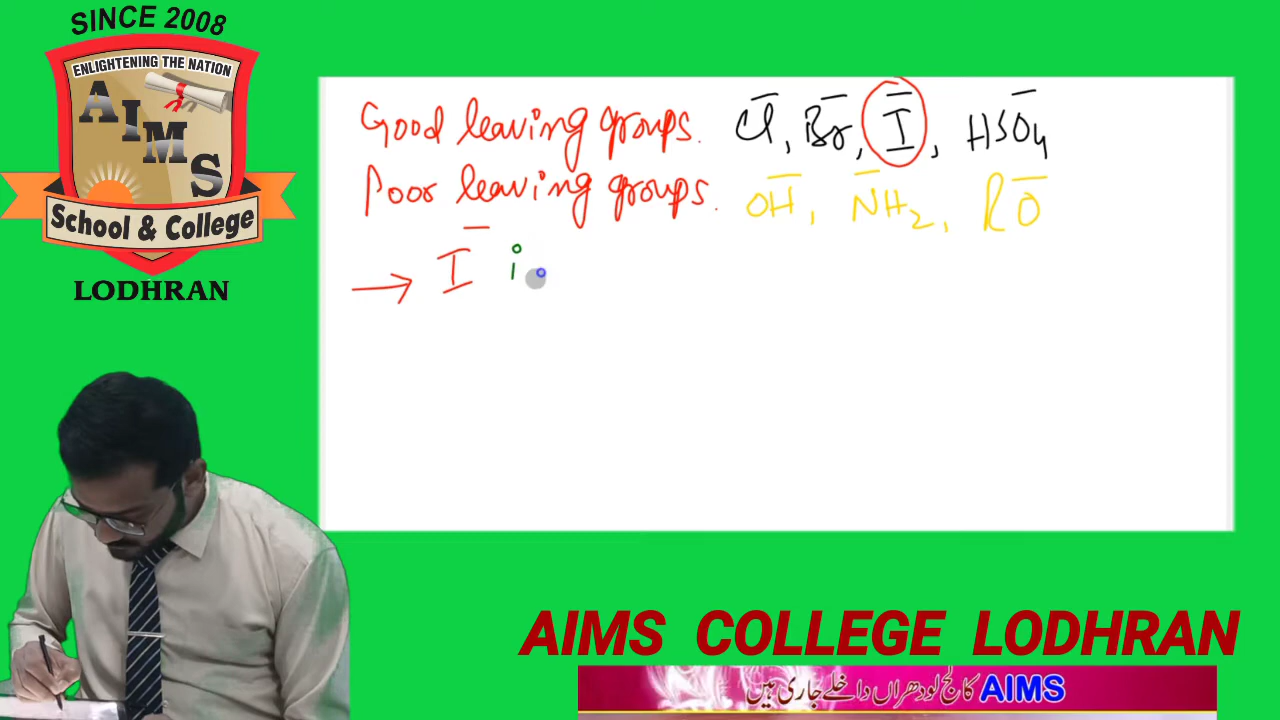 SINCE 2008
ENLIGHTENING THE NATION
AIMS
School & College
LODHRAN
Good leaving groups. Cl⁻, Br⁻, I⁻, HSO₄⁻
Poor leaving groups. OH⁻, NH₂⁻, RO⁻
→ I⁻ i
AIMS COLLEGE LODHRAN
AIMS کالج لودھراں داخلے جاری ہیں